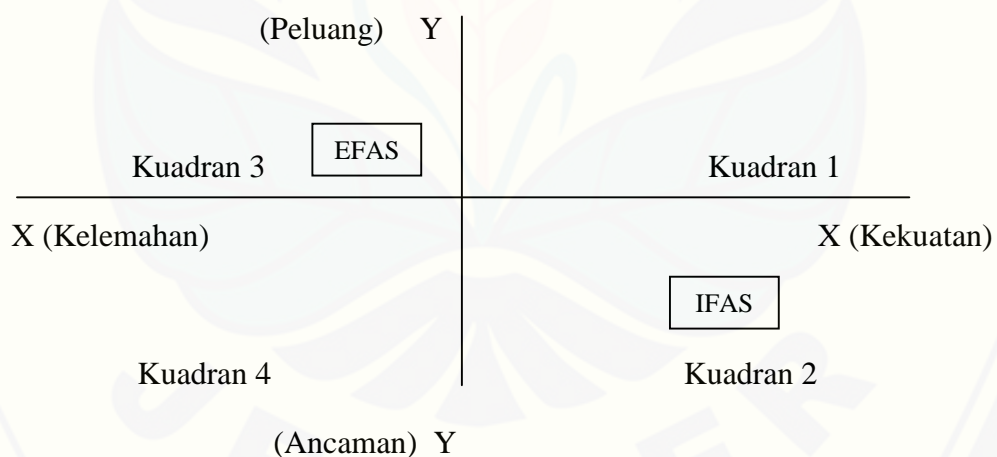 (Peluang) Y
EFAS
Kuadran 3
Kuadran 1
X (Kelemahan)
X (Kekuatan)
IFAS
Kuadran 4
Kuadran 2
(Ancaman) Y